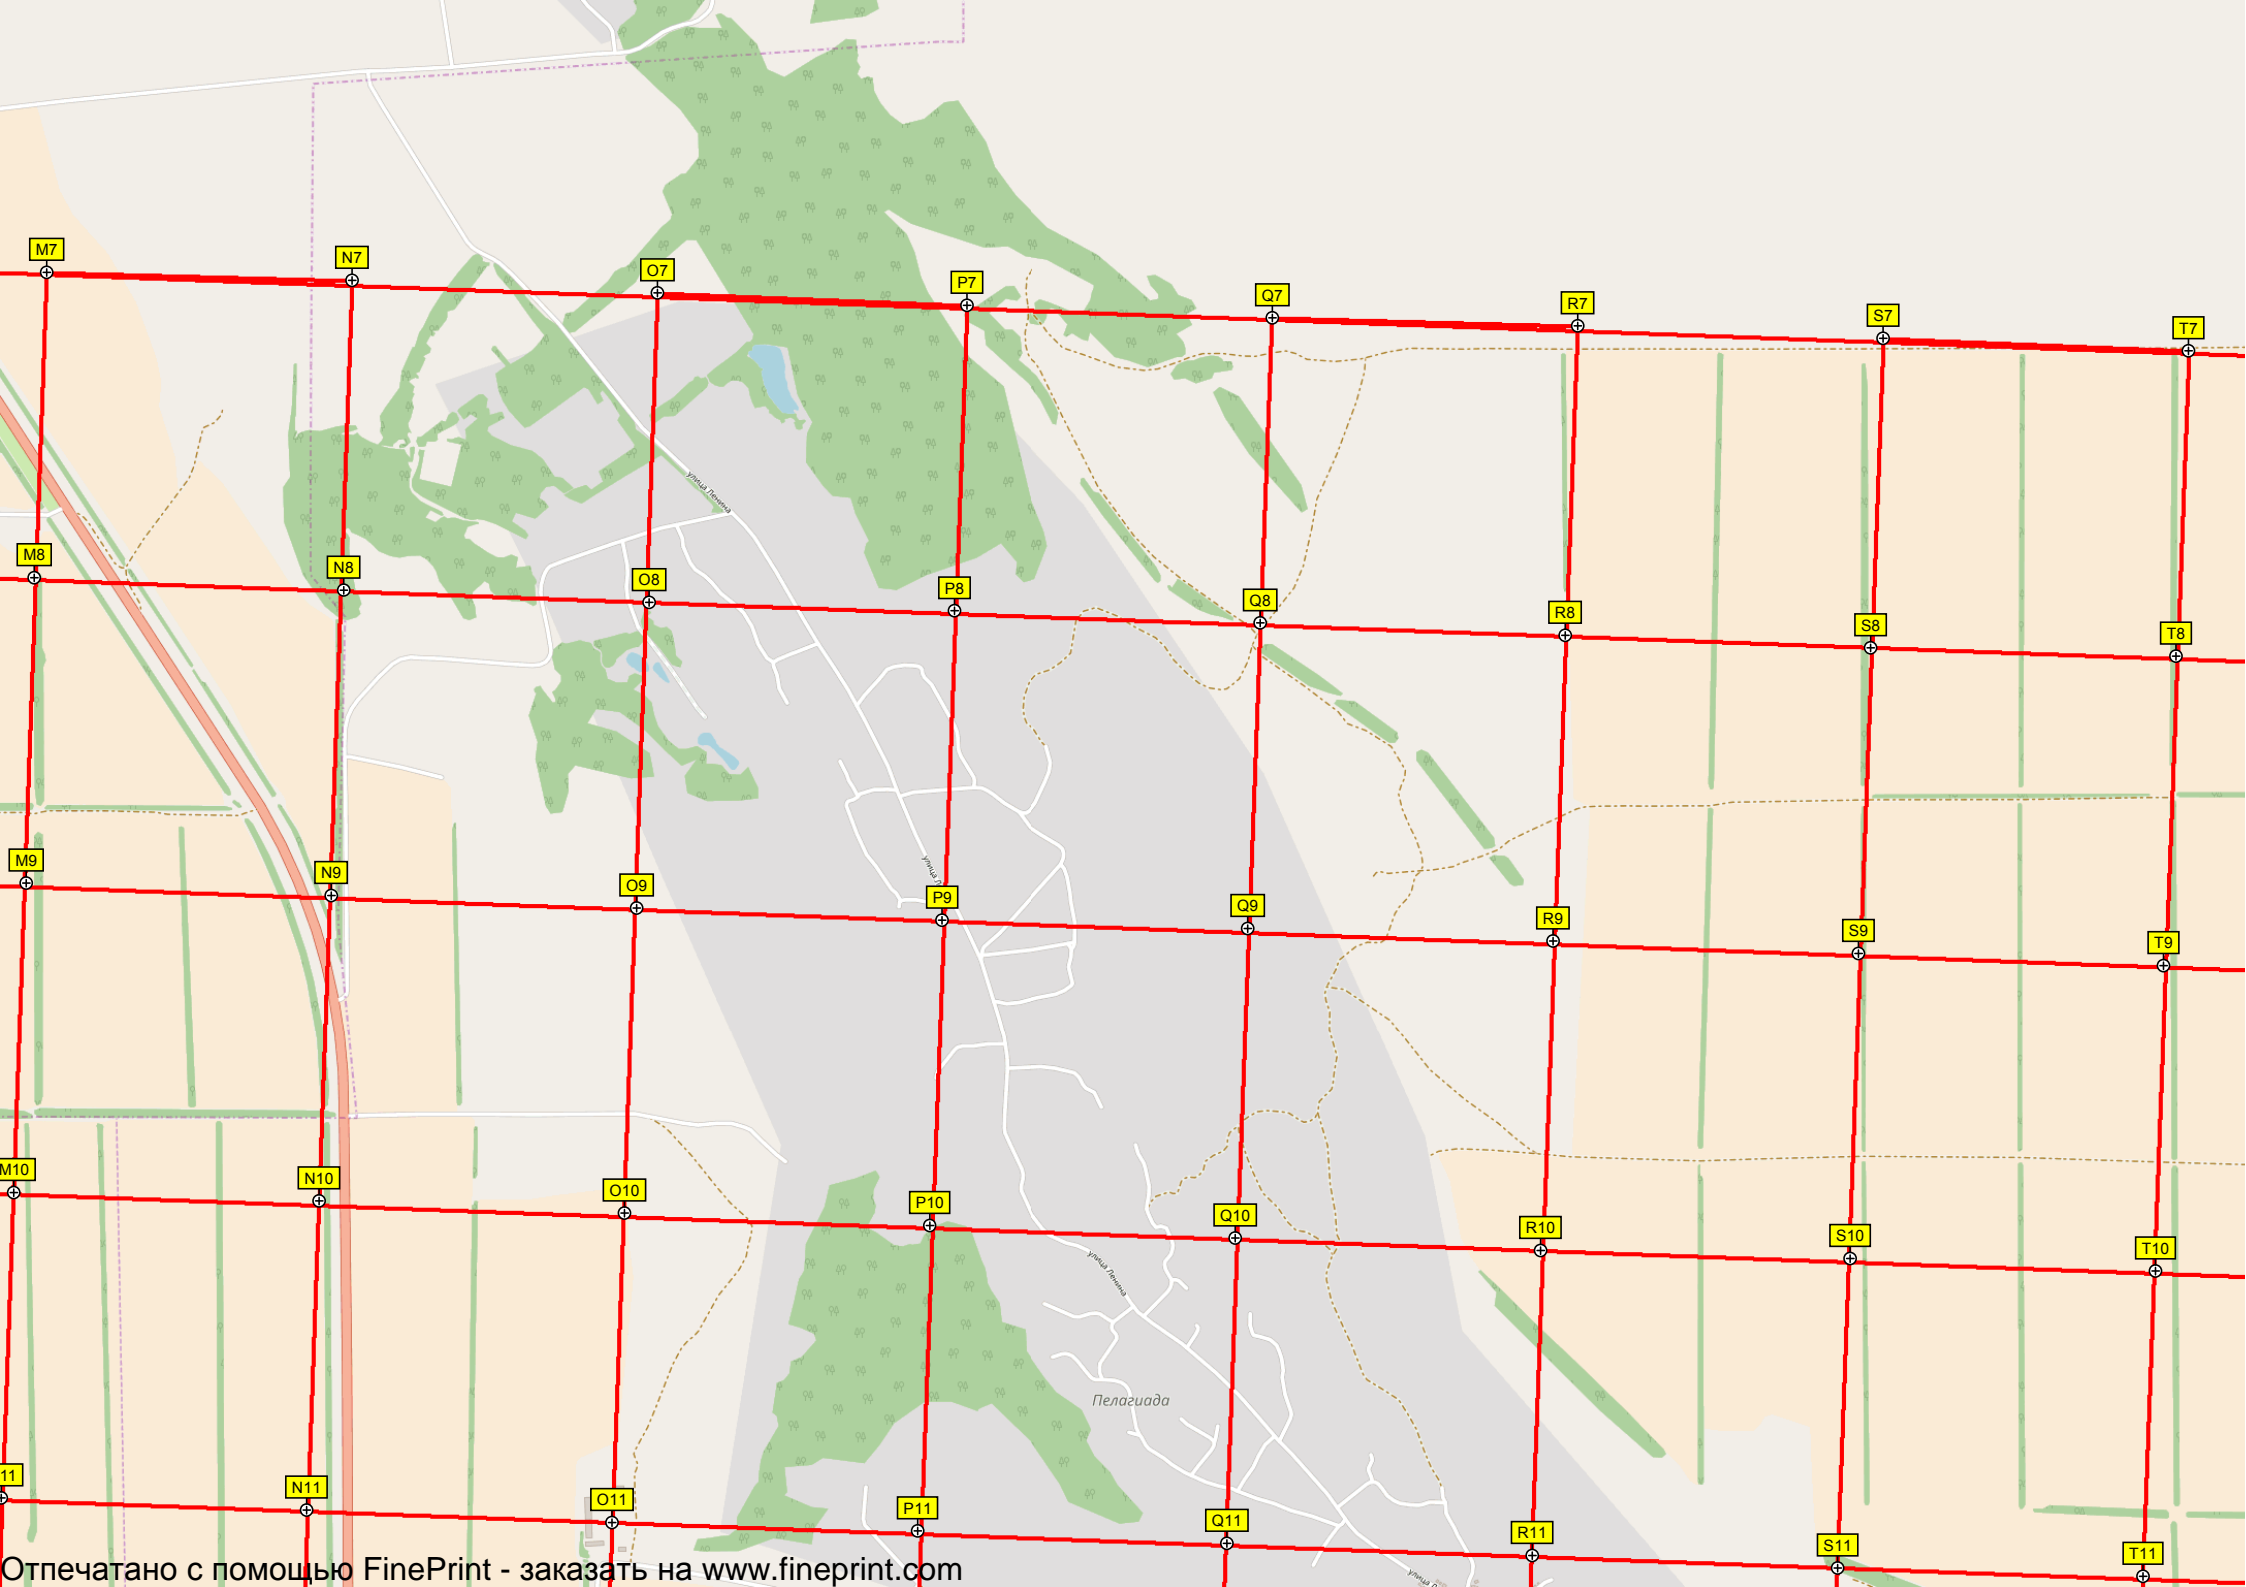 M7
N7
O7
P7
Q7
R7
S7
T7
улица Ленина
M8
N8
O8
P8
Q8
R8
S8
T8
M9
N9
O9
улица
P9
Q9
R9
S9
T9
M10
N10
O10
P10
Q10
R10
S10
T10
улица Ленина
Пелагиада
11
N11
O11
P11
Q11
R11
S11
T11
улица
Отпечатано с помощью FinePrint - заказать на www.fineprint.com